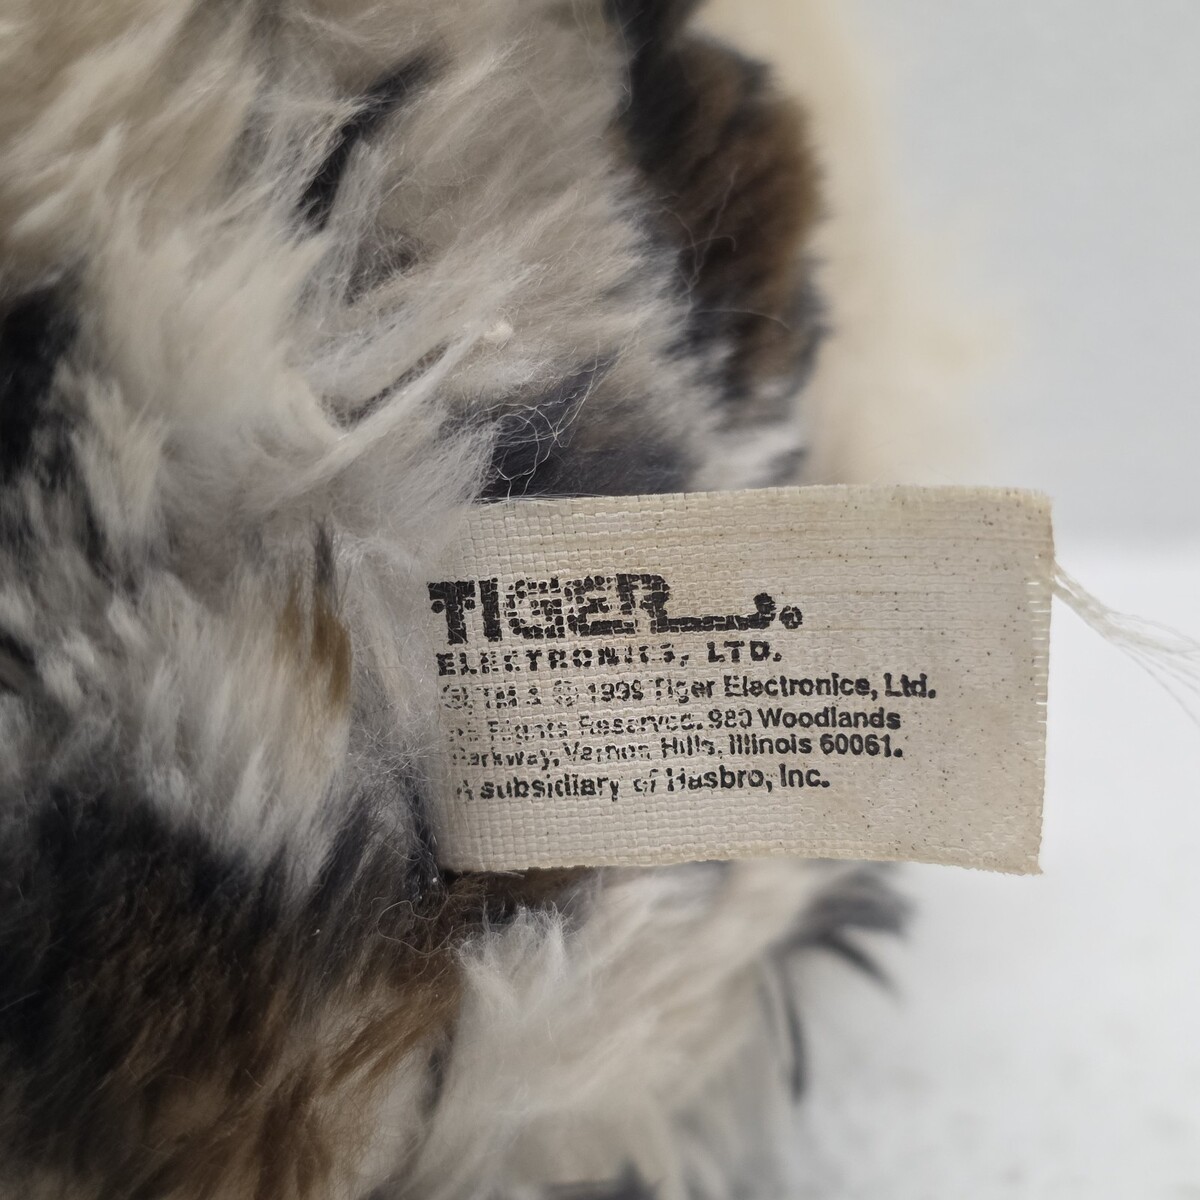 TIGER®
ELECTRONICS, LTD.
®, TM & © 1999 Tiger Electronics, Ltd.
Rights Reserved. 980 Woodlands
Parkway, Vernon Hills, Illinois 60061.
A subsidiary of Hasbro, Inc.